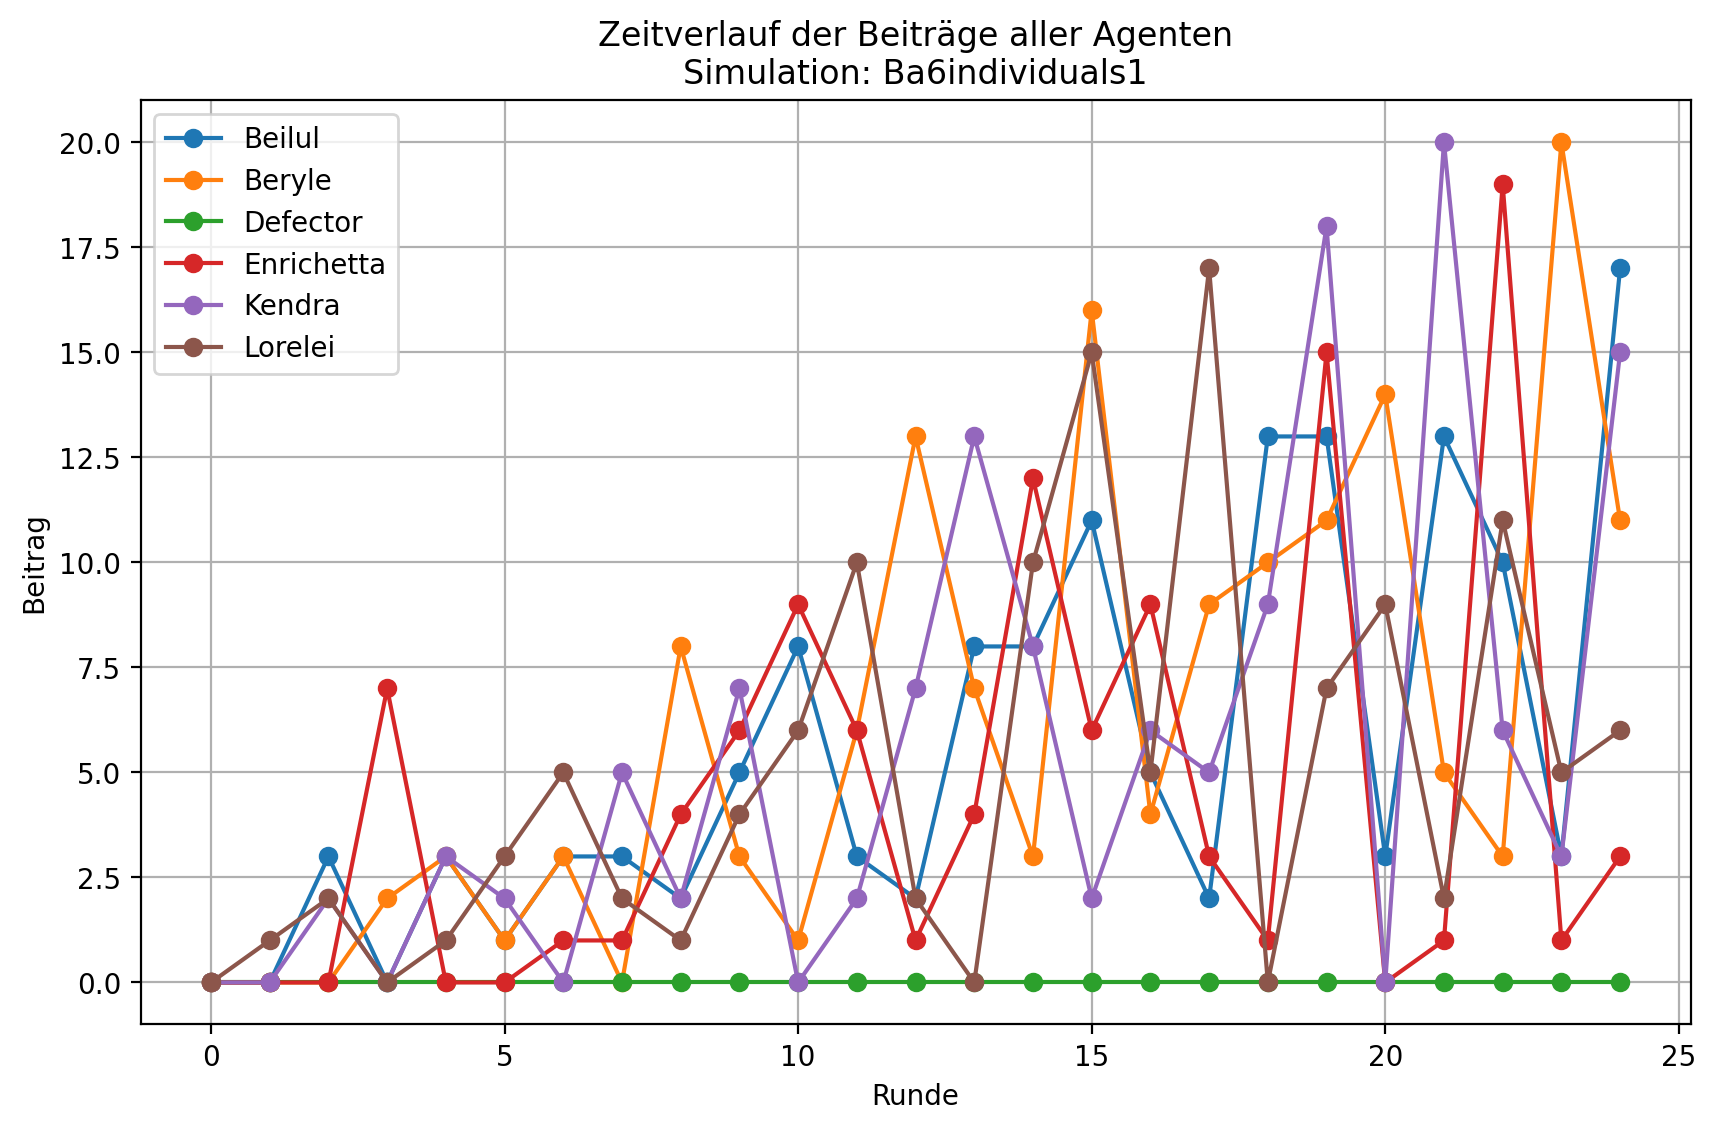 Zeitverlauf der Beiträge aller Agenten
Simulation: Ba6individuals1
Beilul
Beryle
Defector
Enrichetta
Kendra
Lorelei
20.0
17.5
15.0
12.5
10.0
7.5
5.0
2.5
0.0
Beitrag
0 5 10 15 20 25
Runde